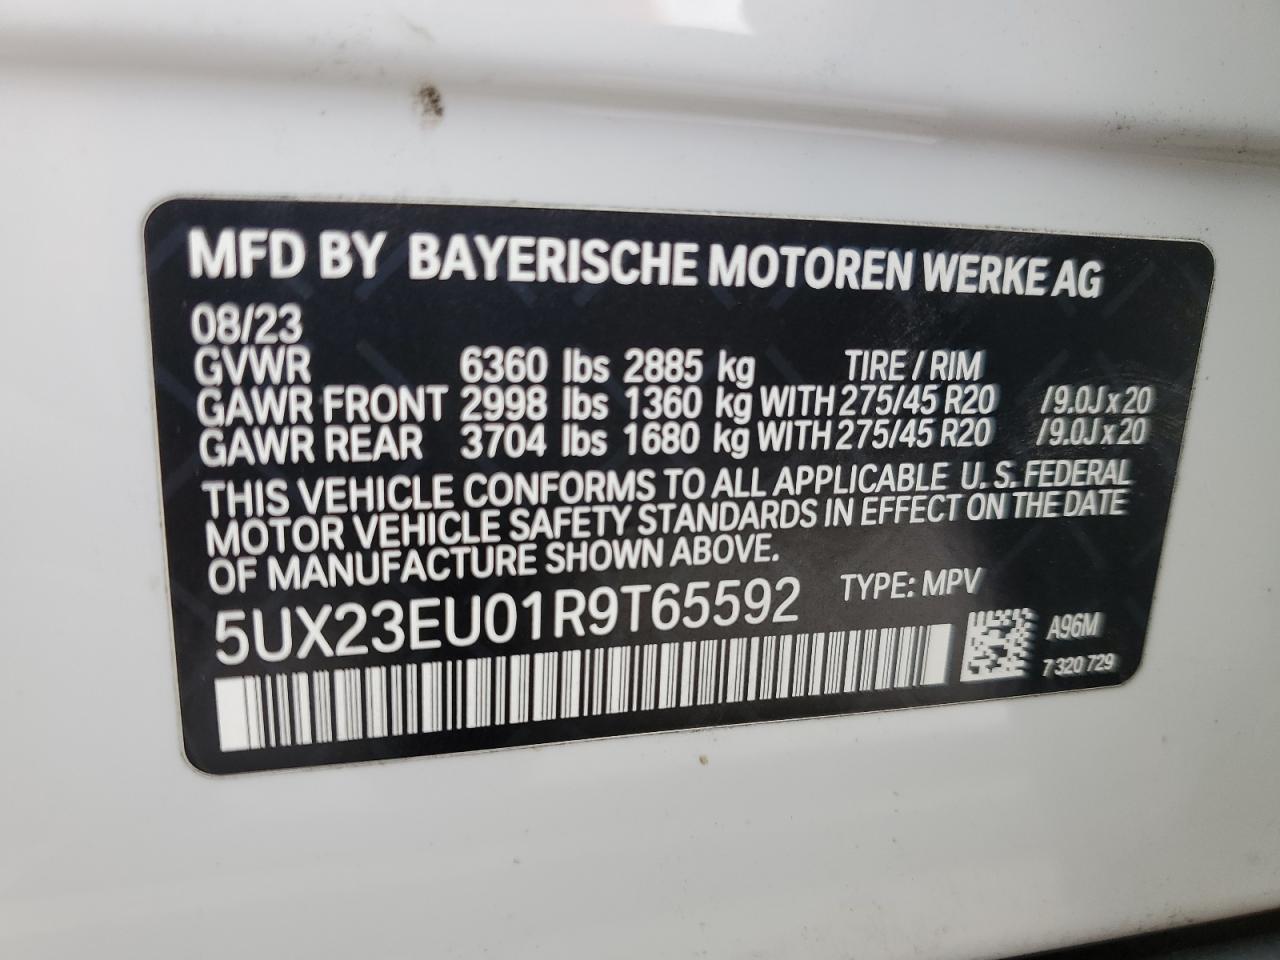 MFD BY BAYERISCHE MOTOREN WERKE AG
08/23
GVWR 6360 lbs 2885 kg TIRE / RIM
GAWR FRONT 2998 lbs 1360 kg WITH 275/45 R20 /9.0J x 20
GAWR REAR 3704 lbs 1680 kg WITH 275/45 R20 /9.0J x 20
THIS VEHICLE CONFORMS TO ALL APPLICABLE U.S. FEDERAL
MOTOR VEHICLE SAFETY STANDARDS IN EFFECT ON THE DATE
OF MANUFACTURE SHOWN ABOVE.
5UX23EU01R9T65592 TYPE: MPV
A96M
7 320 729